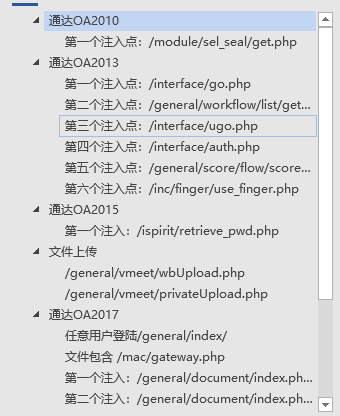 通达OA2010
第一个注入点：/module/sel_seal/get.php
通达OA2013
第一个注入点：/interface/go.php
第二个注入点：/general/workflow/list/get...
第三个注入点：/interface/ugo.php
第四个注入点：/interface/auth.php
第五个注入点：/general/score/flow/score...
第六个注入点：/inc/finger/use_finger.php
通达OA2015
第一个注入：/ispirit/retrieve_pwd.php
文件上传
/general/vmeet/wbUpload.php
/general/vmeet/privateUpload.php
通达OA2017
任意用户登陆/general/index/
文件包含 /mac/gateway.php
第一个注入：/general/document/index.ph...
第二个注入：/general/document/index.ph...